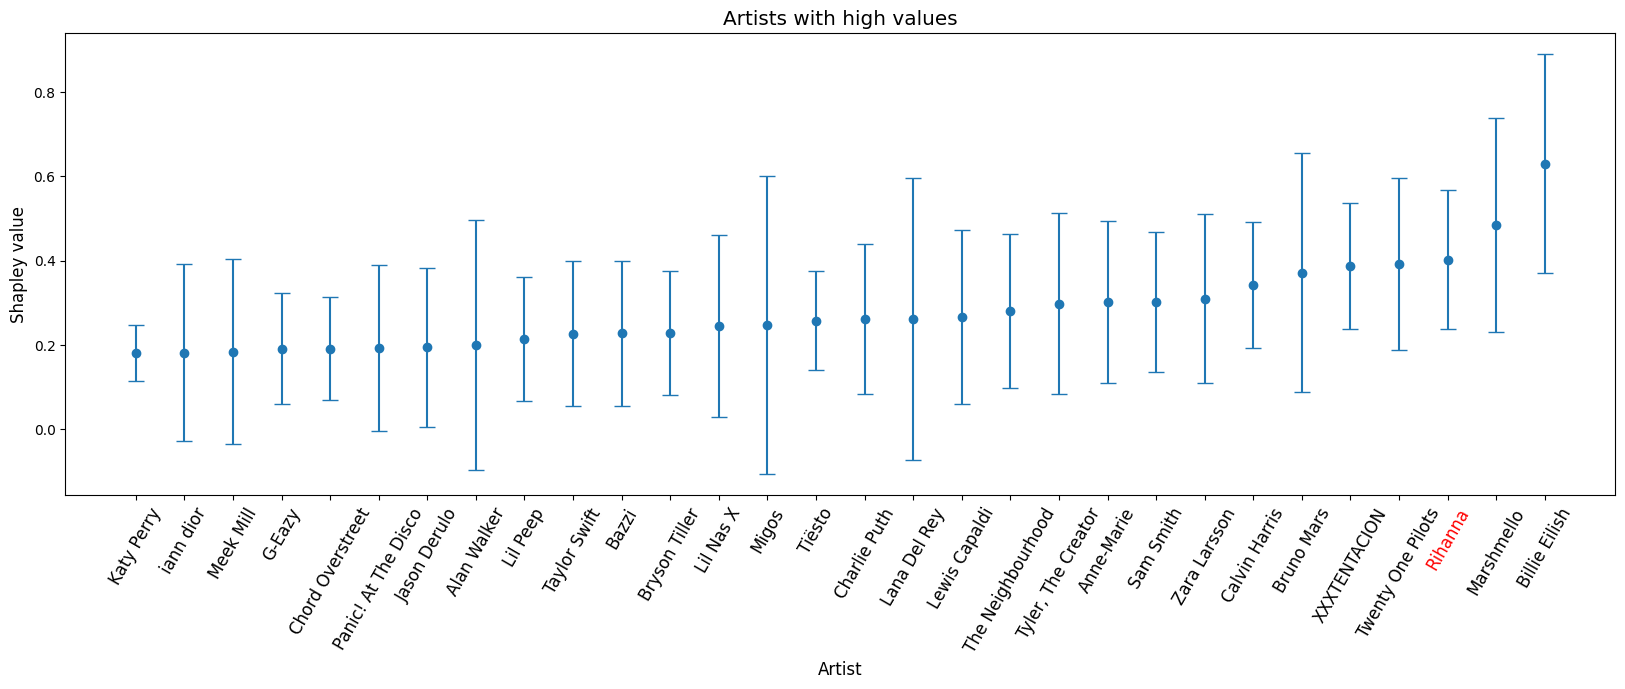 Artists with high values
Shapley value
0.8
0.6
0.4
0.2
0.0
Katy Perry
iann dior
Meek Mill
G-Eazy
Chord Overstreet
Panic! At The Disco
Jason Derulo
Alan Walker
Lil Peep
Taylor Swift
Bazzi
Bryson Tiller
Lil Nas X
Migos
Tiësto
Charlie Puth
Lana Del Rey
Lewis Capaldi
The Neighbourhood
Tyler, The Creator
Anne-Marie
Sam Smith
Zara Larsson
Calvin Harris
Bruno Mars
XXXTENTACION
Twenty One Pilots
Rihanna
Marshmello
Billie Eilish
Artist